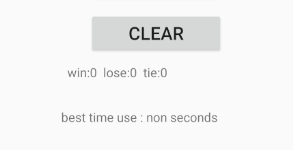 CLEAR
win:0 lose:0 tie:0
best time use : non seconds